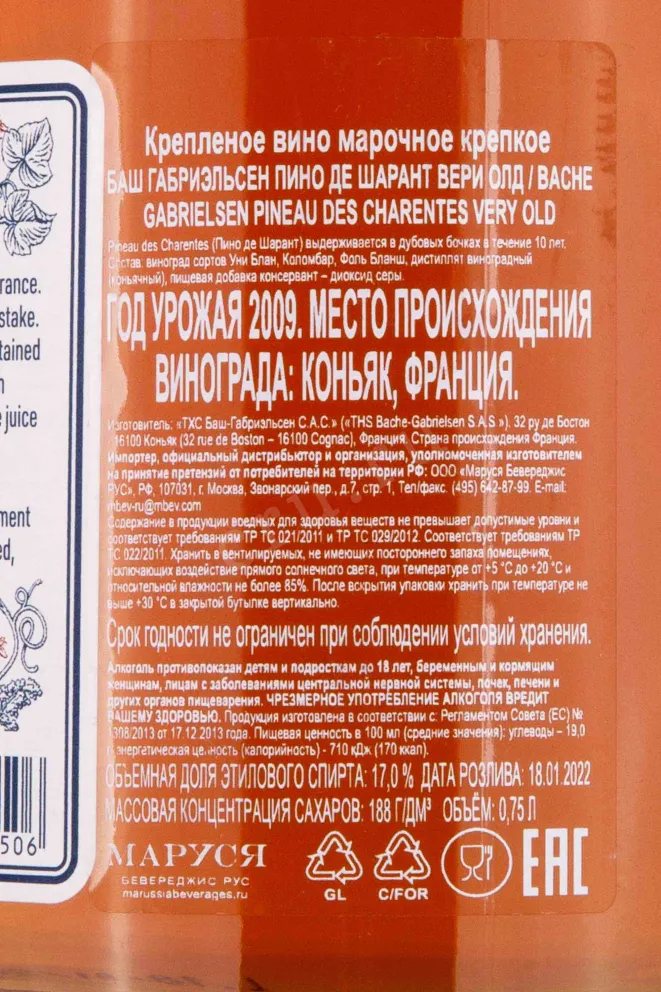 rance.
stake.
tained
n
e juice
ment
ed,
506
Крепленое вино марочное крепкое
БАШ ГАБРИЭЛЬСЕН ПИНО ДЕ ШАРАНТ ВЕРИ ОЛД / BACHE
GABRIELSEN PINEAU DES CHARENTES VERY OLD
Pineau des Charentes (Пино де Шарант) выдерживается в дубовых бочках в течение 10 лет.
Состав: виноград сортов Уни Блан, Коломбар, Фоль Бланш, дистиллят виноградный
(коньячный), пищевая добавка консервант – диоксид серы.
ГОД УРОЖАЯ 2009. МЕСТО ПРОИСХОЖДЕНИЯ
ВИНОГРАДА: КОНЬЯК, ФРАНЦИЯ.
Изготовитель: «ТХС Баш-Габриэльсен С.А.С.» («THS Bache-Gabrielsen S.A.S.»), 32 ру де Бостон
- 16100 Коньяк (32 rue de Boston – 16100 Cognac), Франция. Страна происхождения Франция.
Импортер, официальный дистрибьютор и организация, уполномоченная изготовителем
на принятие претензий от потребителей на территории РФ: ООО «Маруся Бевереджис
РУС», РФ, 107031, г. Москва, Звонарский пер., д.7, стр. 1, Тел/факс. (495) 642-87-99. E-mail:
mbev-ru@mbev.com
Содержание в продукции вредных для здоровья веществ не превышает допустимые уровни и
соответствует требованиям ТР ТС 021/2011 и ТР ТС 029/2012. Соответствует требованиям ТР
ТС 022/2011. Хранить в вентилируемых, не имеющих постороннего запаха помещениях,
исключающих воздействие прямого солнечного света, при температуре от +5 °С до +20 °С и
относительной влажности не более 85%. После вскрытия упаковки хранить при температуре не
выше +30 °С в закрытой бутылке вертикально.
Срок годности не ограничен при соблюдении условий хранения.
Алкоголь противопоказан детям и подросткам до 18 лет, беременным и кормящим
женщинам, лицам с заболеваниями центральной нервной системы, почек, печени и
других органов пищеварения. ЧРЕЗМЕРНОЕ УПОТРЕБЛЕНИЕ АЛКОГОЛЯ ВРЕДИТ
ВАШЕМУ ЗДОРОВЬЮ. Продукция изготовлена в соответствии с: Регламентом Совета (ЕС) №
1308/2013 от 17.12.2013 года. Пищевая ценность в 100 мл (средние значения): углеводы – 19,0
г, энергетическая ценность (калорийность) - 710 кДж (170 ккал).
ОБЪЕМНАЯ ДОЛЯ ЭТИЛОВОГО СПИРТА: 17,0 % ДАТА РОЗЛИВА: 18.01.2022
МАССОВАЯ КОНЦЕНТРАЦИЯ САХАРОВ: 188 Г/ДМ³ ОБЪЁМ: 0,75 Л
МАРУСЯ
БЕВЕРЕДЖИС РУС
marussiabeverages.ru
GL
C/FOR
EAC